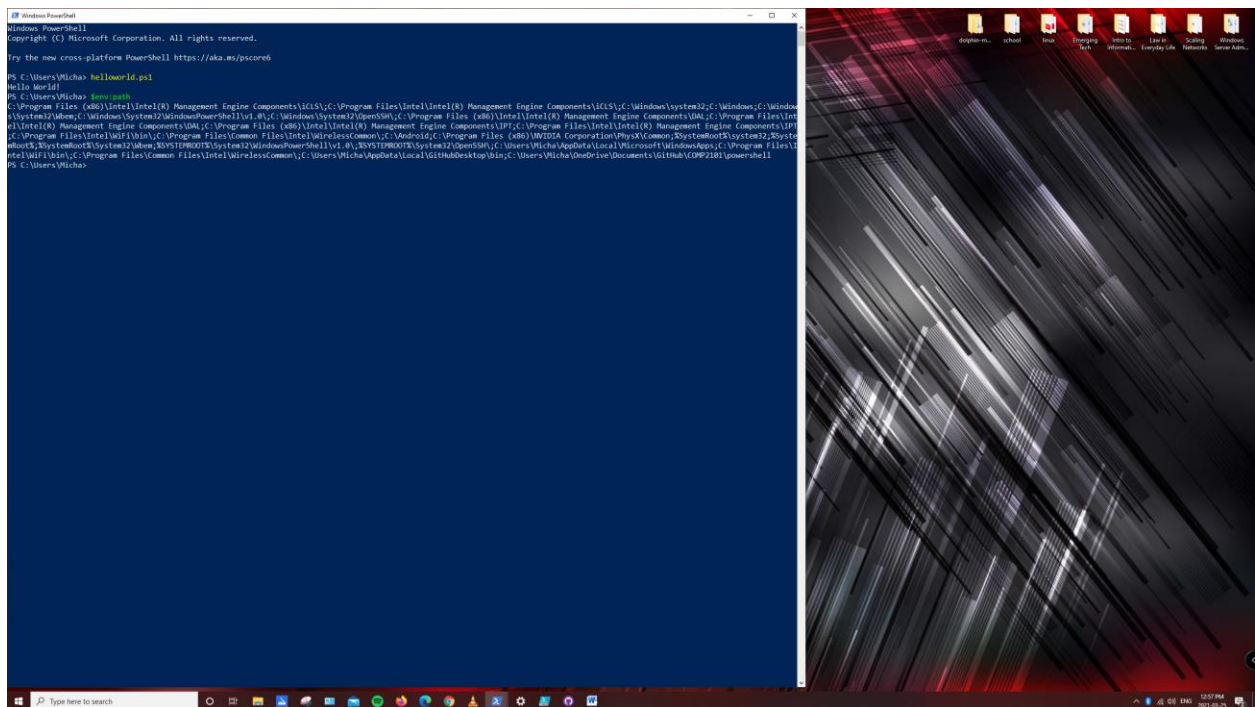 Windows PowerShell
Windows PowerShell
Copyright (C) Microsoft Corporation. All rights reserved.
Try the new cross-platform PowerShell https://aka.ms/pscore6
PS C:\Users\Micha> helloworld.ps1
Hello World!
PS C:\Users\Micha> $env:path
C:\Program Files (x86)\Intel\Intel(R) Management Engine Components\iCLS\;C:\Program Files\Intel\Intel(R) Management Engine Components\iCLS\;C:\Windows\system32;C:\Windows;C:\Window
s\System32\Wbem;C:\Windows\System32\WindowsPowerShell\v1.0\;C:\Windows\System32\OpenSSH\;C:\Program Files (x86)\Intel\Intel(R) Management Engine Components\DAL;C:\Program Files\Int
el\Intel(R) Management Engine Components\DAL;C:\Program Files (x86)\Intel\Intel(R) Management Engine Components\IPT;C:\Program Files\Intel\Intel(R) Management Engine Components\IPT
;C:\Program Files\Intel\WiFi\bin\;C:\Program Files\Common Files\Intel\WirelessCommon\;C:\Android;C:\Program Files (x86)\NVIDIA Corporation\PhysX\Common;%SystemRoot%\system32;%Syste
mRoot%;%SystemRoot%\System32\Wbem;%SYSTEMROOT%\System32\WindowsPowerShell\v1.0\;%SYSTEMROOT%\System32\OpenSSH\;C:\Users\Micha\AppData\Local\Microsoft\WindowsApps;C:\Program Files\I
ntel\WiFi\bin\;C:\Program Files\Common Files\Intel\WirelessCommon\;C:\Users\Micha\AppData\Local\GitHubDesktop\bin;C:\Users\Micha\OneDrive\Documents\GitHub\COMP2101\powershell
PS C:\Users\Micha>
dolphin-m... school linux Emerging Tech Intro to Informati... Law in Everyday Life Scaling Networks Windows Server Adm...
Type here to search
ENG
12:57 PM
2021-03-25